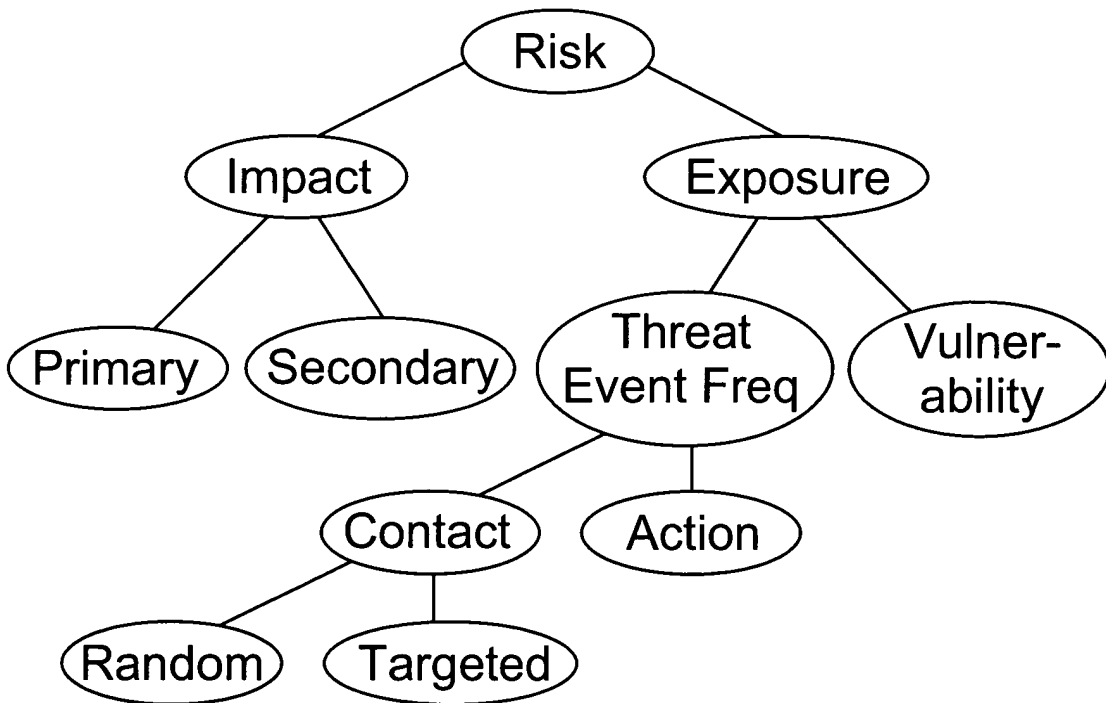 Risk
Impact
Exposure
Primary
Secondary
Threat
Event Freq
Vulner-
ability
Contact
Action
Random
Targeted